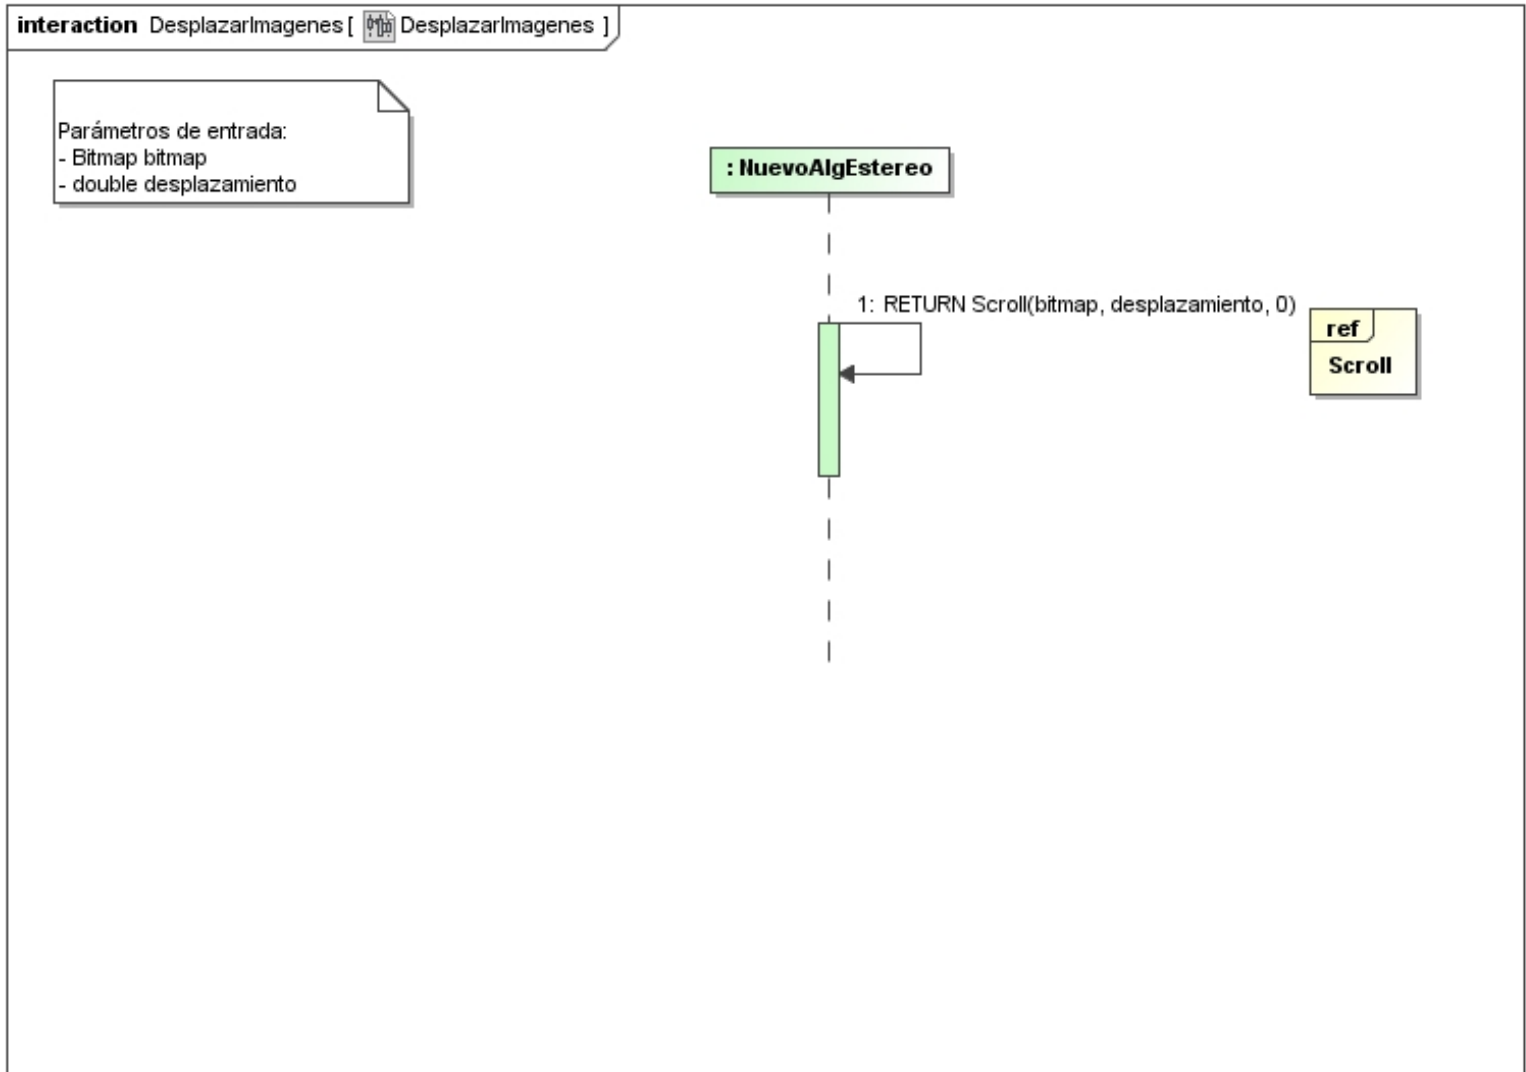 interaction DesplazarImagenes [ DesplazarImagenes ]
Parámetros de entrada:
- Bitmap bitmap
- double desplazamiento
: NuevoAlgEstereo
1: RETURN Scroll(bitmap, desplazamiento, 0)
ref
Scroll